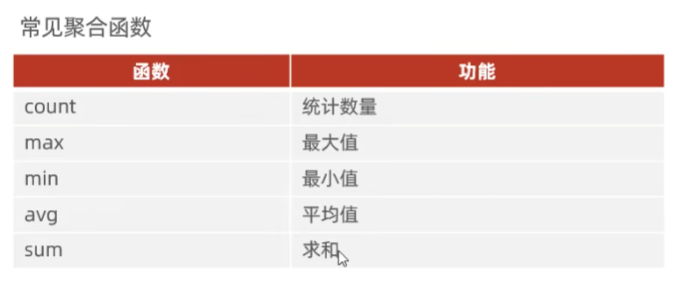 常见聚合函数
函数 功能
count 统计数量
max 最大值
min 最小值
avg 平均值
sum 求和